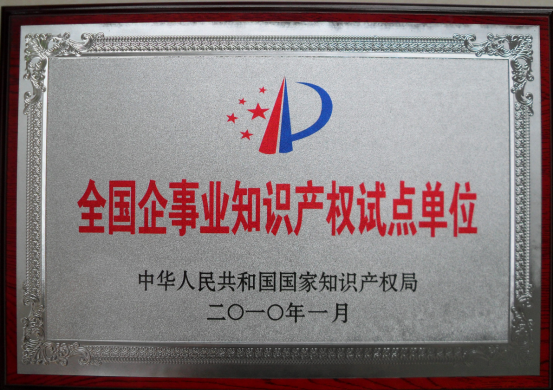 全国企事业知识产权试点单位
中华人民共和国国家知识产权局
二〇一〇年一月